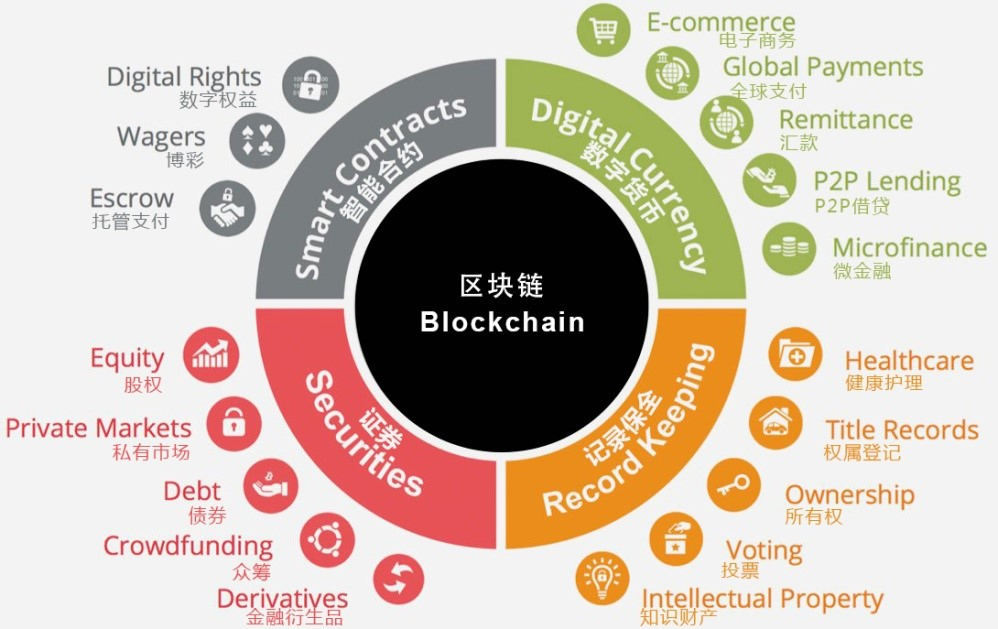 Digital Rights
数字权益
Wagers
博彩
Escrow
托管支付
Smart Contracts
智能合约
E-commerce
电子商务
Global Payments
全球支付
Remittance
汇款
P2P Lending
P2P借贷
Microfinance
微金融
Digital Currency
数字货币
区块链
Blockchain
Equity
股权
Private Markets
私有市场
Debt
债券
Crowdfunding
众筹
Derivatives
金融衍生品
证券
Securities
记录保全
Record Keeping
Healthcare
健康护理
Title Records
权属登记
Ownership
所有权
Voting
投票
Intellectual Property
知识财产